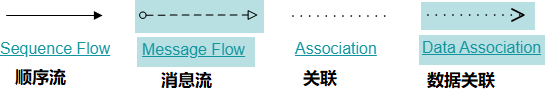 Sequence Flow Message Flow Association Data Association
顺序流 消息流 关联 数据关联